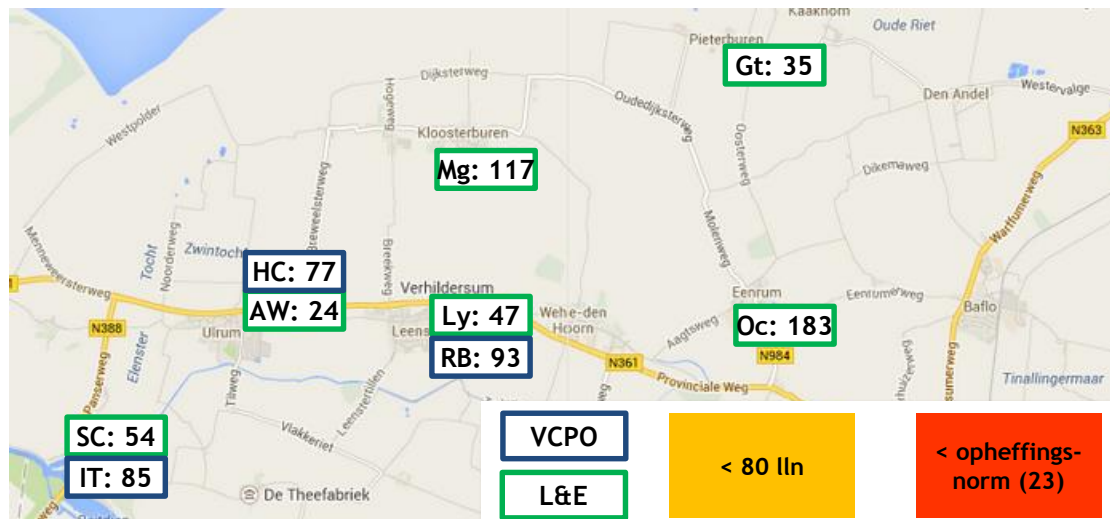 Kaaknorn
Oude Riet
Pieterburen
Gt: 35
Dijksterweg
Hogerweg
Oudedijksterweg
Den Andel
Westervalge
Westpolder
Kloosterburen
Oosterweg
N363
Mg: 117
Dikemaweg
Warffumerweg
Menneweersterweg
Tocht
Noorderweg
Zwintocht
Breweelsterweg
Breekweg
Molenweg
HC: 77
Verhildersum
Eenrum
Eenrumerweg
Baflo
AW: 24
Ly: 47
Wehe-den
Hoorn
Oc: 183
N388
Ulrum
Leens
Aagtsweg
RB: 93
N361
N984
Elenster
Panserweg
Tilweg
Leenstertillen
Provinciale Weg
Tinallingermaar
SC: 54
Vlakkeriet
VCPO
< 80 lln
< opheffings-
norm (23)
IT: 85
De Theefabriek
L&E